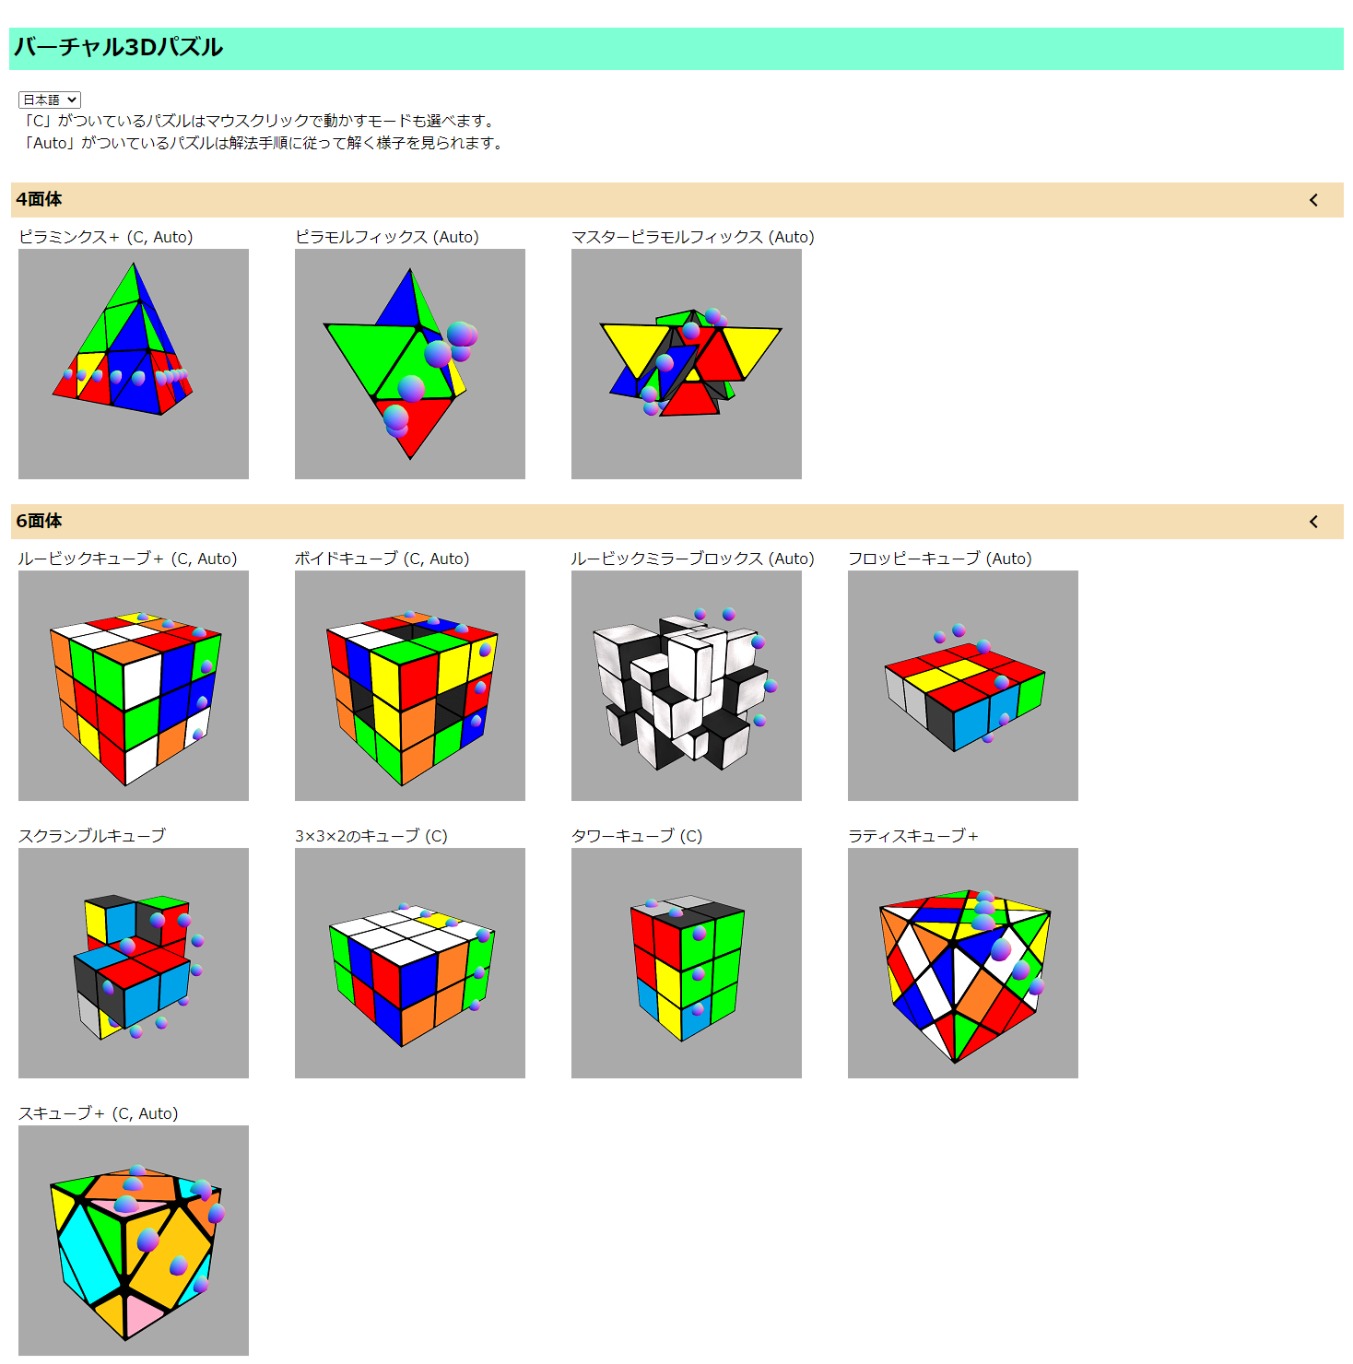 バーチャル3Dパズル
日本語
「C」がついているパズルはマウスクリックで動かすモードも選べます。
「Auto」がついているパズルは解法手順に従って解く様子を見られます。
4面体
ピラミンクス＋ (C, Auto)
ピラモルフィックス (Auto)
マスターピラモルフィックス (Auto)
6面体
ルービックキューブ＋ (C, Auto)
ボイドキューブ (C, Auto)
ルービックミラーブロックス (Auto)
フロッピーキューブ (Auto)
スクランブルキューブ
3×3×2のキューブ (C)
タワーキューブ (C)
ラティスキューブ＋
スキューブ＋ (C, Auto)